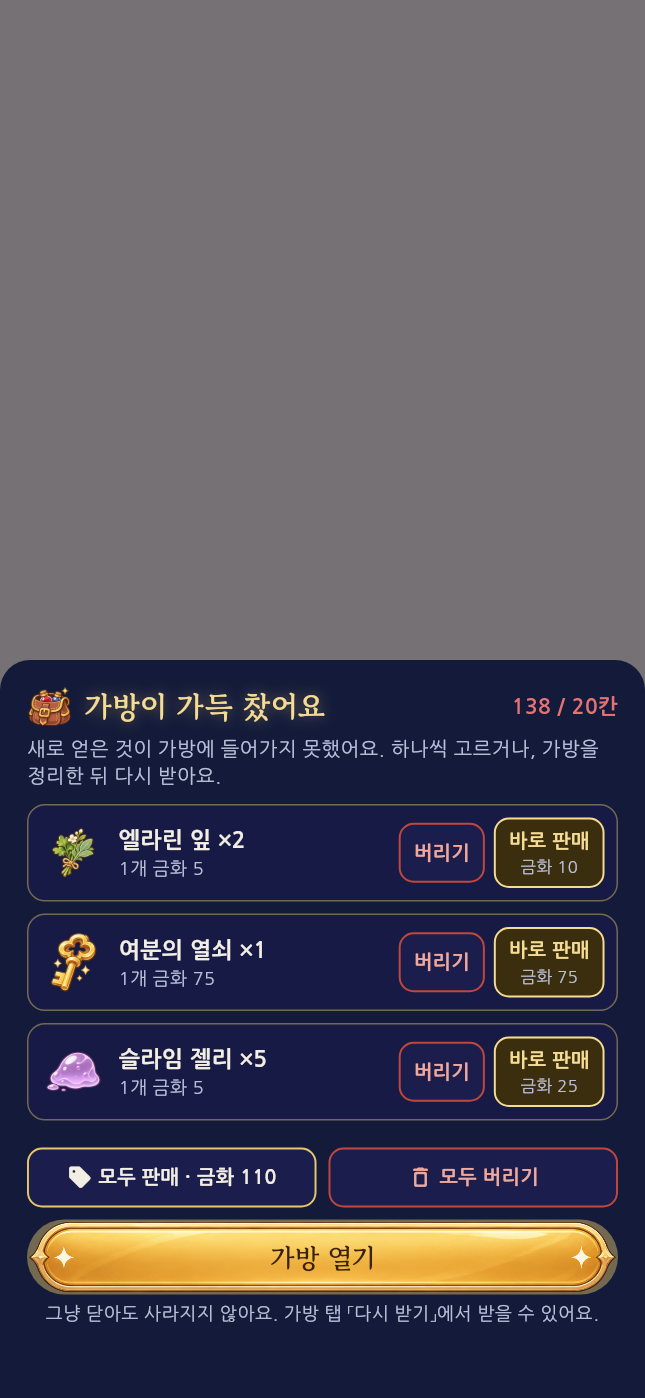 가방이 가득 찼어요
138 / 20칸
새로 얻은 것이 가방에 들어가지 못했어요. 하나씩 고르거나, 가방을
정리한 뒤 다시 받아요.
엘라린 잎 ×2
1개 금화 5
버리기
바로 판매
금화 10
여분의 열쇠 ×1
1개 금화 75
버리기
바로 판매
금화 75
슬라임 젤리 ×5
1개 금화 5
버리기
바로 판매
금화 25
모두 판매 · 금화 110
모두 버리기
가방 열기
그냥 닫아도 사라지지 않아요. 가방 탭 「다시 받기」에서 받을 수 있어요.